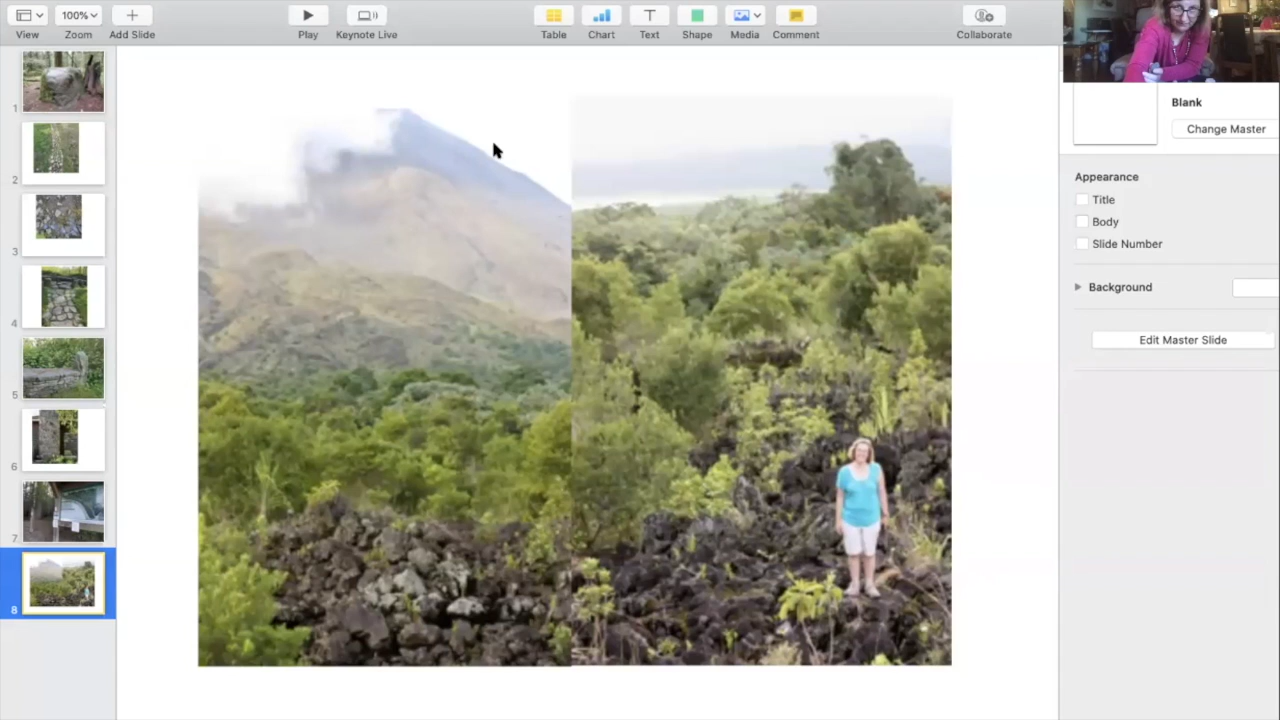 View
100%
Zoom
Add Slide
Play
Keynote Live
Table
Chart
Text
Shape
Media
Comment
Collaborate
Blank
Change Master
Appearance
Title
Body
Slide Number
Background
Edit Master Slide
1
2
3
4
5
6
7
8